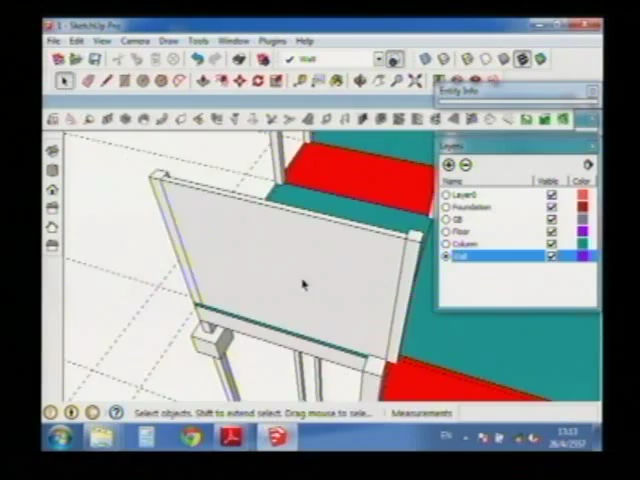 1 - SketchUp Pro
File Edit View Camera Draw Tools Window Plugins Help
Wall
Entity Info
Layers
Name Visible Color
Layer0
Foundation
GB
Floor
Column
Wall
Select objects. Shift to extend select. Drag mouse to sele... Measurements
EN
17:13
26/4/2557